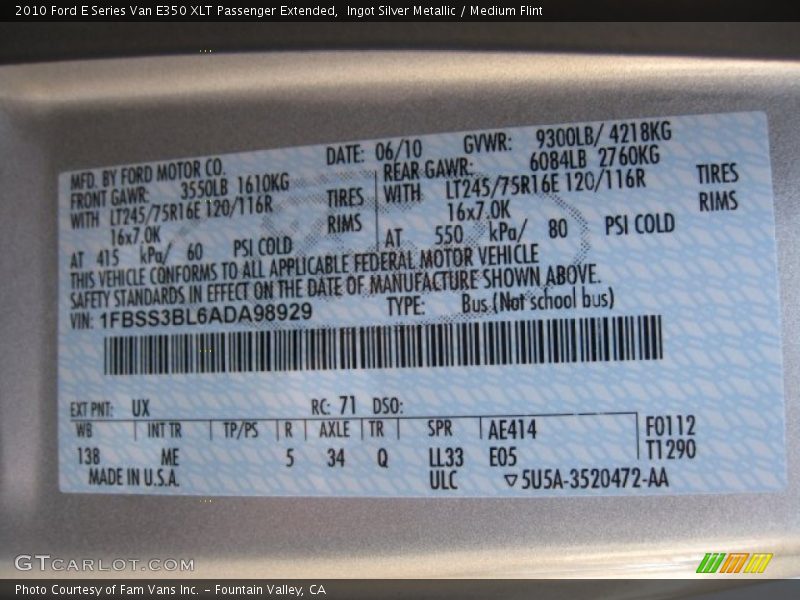 2010 Ford E Series Van E350 XLT Passenger Extended,  Ingot Silver Metallic / Medium Flint
MFD. BY FORD MOTOR CO. DATE: 06/10 GVWR: 9300LB/ 4218KG
FRONT GAWR: 3550LB 1610KG REAR GAWR: 6084LB 2760KG
WITH LT245/75R16E 120/116R TIRES WITH LT245/75R16E 120/116R TIRES
16x7.0K RIMS 16x7.0K RIMS
AT 415 kPa/ 60 PSI COLD AT 550 kPa/ 80 PSI COLD
THIS VEHICLE CONFORMS TO ALL APPLICABLE FEDERAL MOTOR VEHICLE
SAFETY STANDARDS IN EFFECT ON THE DATE OF MANUFACTURE SHOWN ABOVE.
VIN: 1FBSS3BL6ADA98929 TYPE: Bus (Not school bus)
EXT PNT: UX RC: 71 DSO:
WB INT TR TP/PS R AXLE TR SPR AE414 F0112
138 ME 5 34 Q LL33 E05 T1290
MADE IN U.S.A. ULC ▽5U5A-3520472-AA
GTCARLOT.COM
Photo Courtesy of Fam Vans Inc. – Fountain Valley, CA